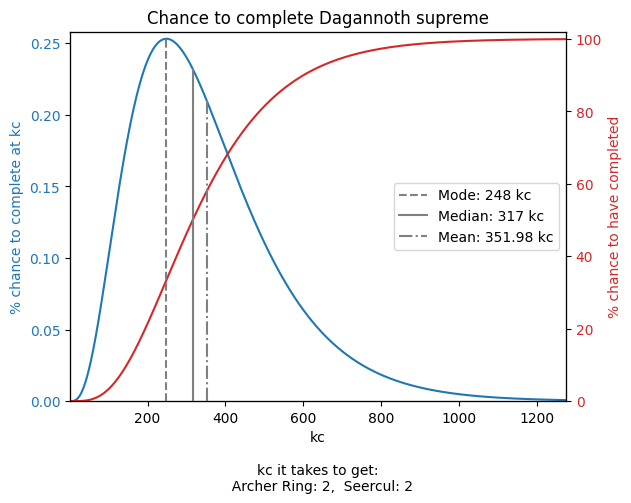 Chance to complete Dagannoth supreme
% chance to complete at kc
0.25
0.20
0.15
0.10
0.05
0.00
100
80
60
40
20
0
% chance to have completed
Mode: 248 kc
Median: 317 kc
Mean: 351.98 kc
200 400 600 800 1000 1200
kc
kc it takes to get:
Archer Ring: 2, Seercul: 2